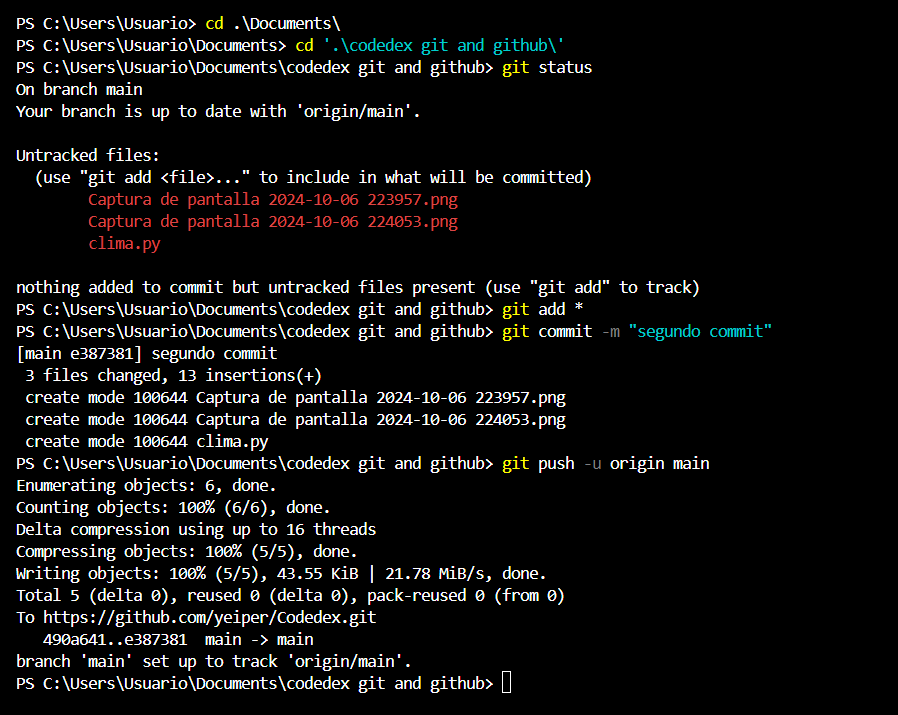 PS C:\Users\Usuario> cd .\Documents\
PS C:\Users\Usuario\Documents> cd '.\codedex git and github\'
PS C:\Users\Usuario\Documents\codedex git and github> git status
On branch main
Your branch is up to date with 'origin/main'.
Untracked files:
  (use "git add <file>..." to include in what will be committed)
        Captura de pantalla 2024-10-06 223957.png
        Captura de pantalla 2024-10-06 224053.png
        clima.py
nothing added to commit but untracked files present (use "git add" to track)
PS C:\Users\Usuario\Documents\codedex git and github> git add *
PS C:\Users\Usuario\Documents\codedex git and github> git commit -m "segundo commit"
[main e387381] segundo commit
 3 files changed, 13 insertions(+)
 create mode 100644 Captura de pantalla 2024-10-06 223957.png
 create mode 100644 Captura de pantalla 2024-10-06 224053.png
 create mode 100644 clima.py
PS C:\Users\Usuario\Documents\codedex git and github> git push -u origin main
Enumerating objects: 6, done.
Counting objects: 100% (6/6), done.
Delta compression using up to 16 threads
Compressing objects: 100% (5/5), done.
Writing objects: 100% (5/5), 43.55 KiB | 21.78 MiB/s, done.
Total 5 (delta 0), reused 0 (delta 0), pack-reused 0 (from 0)
To https://github.com/yeiper/Codedex.git
   490a641..e387381  main -> main
branch 'main' set up to track 'origin/main'.
PS C:\Users\Usuario\Documents\codedex git and github>